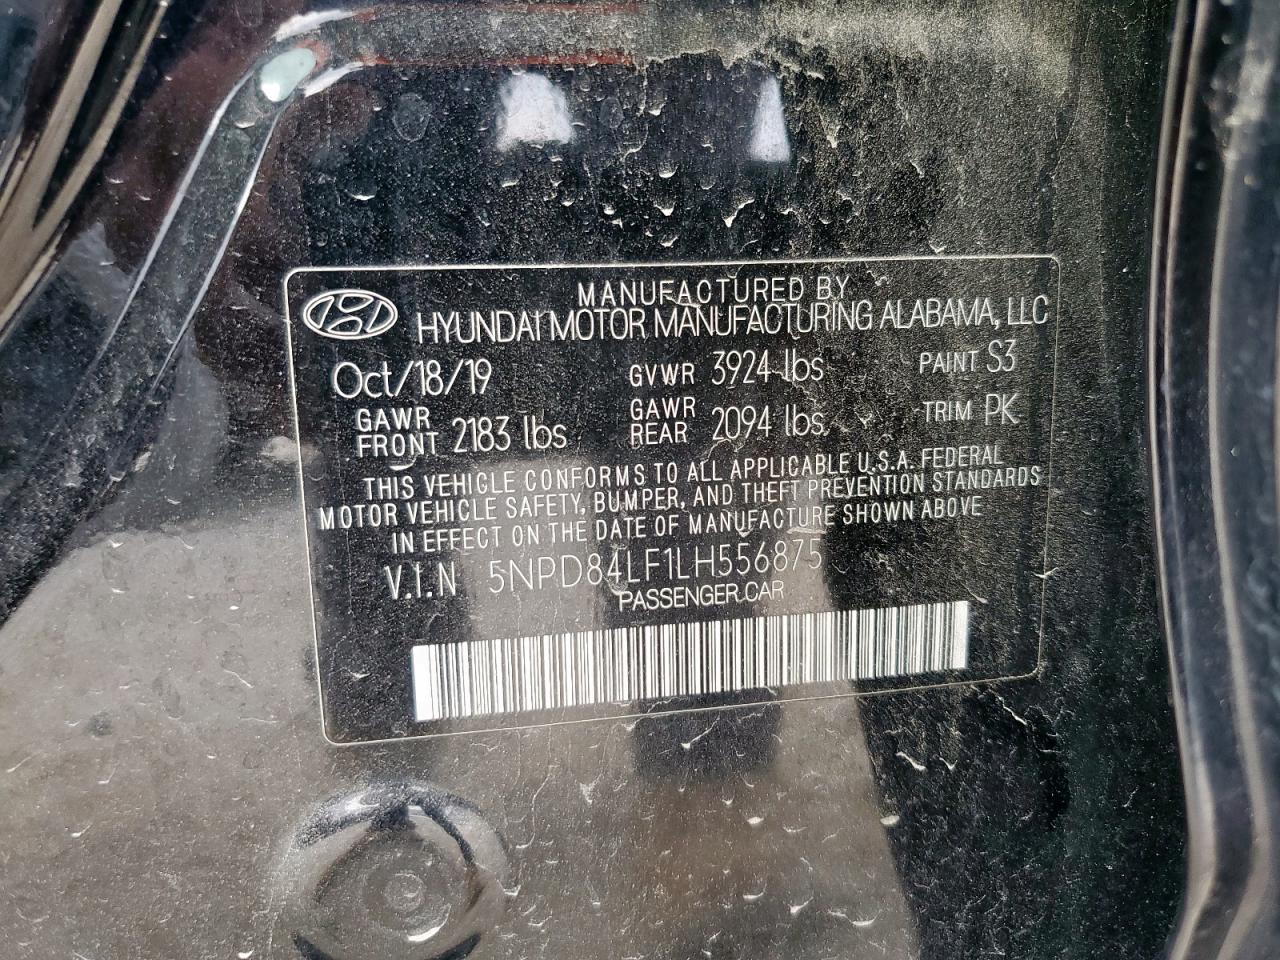 MANUFACTURED BY
HYUNDAI MOTOR MANUFACTURING ALABAMA, LLC
Oct/18/19 GVWR 3924 lbs PAINT S3
GAWR FRONT 2183 lbs GAWR REAR 2094 lbs. TRIM PK
THIS VEHICLE CONFORMS TO ALL APPLICABLE U.S.A. FEDERAL
MOTOR VEHICLE SAFETY, BUMPER, AND THEFT PREVENTION STANDARDS
IN EFFECT ON THE DATE OF MANUFACTURE SHOWN ABOVE
V.I.N 5NPD84LF1LH556875
PASSENGER CAR